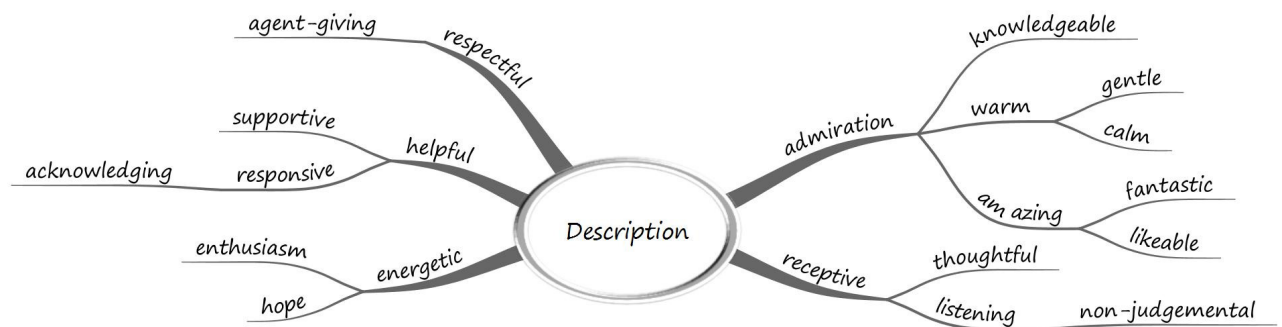 Description
respectful
agent-giving
helpful
supportive
responsive
acknowledging
energetic
enthusiasm
hope
admiration
knowledgeable
warm
gentle
calm
am azing
fantastic
likeable
receptive
thoughtful
listening
non-judgemental